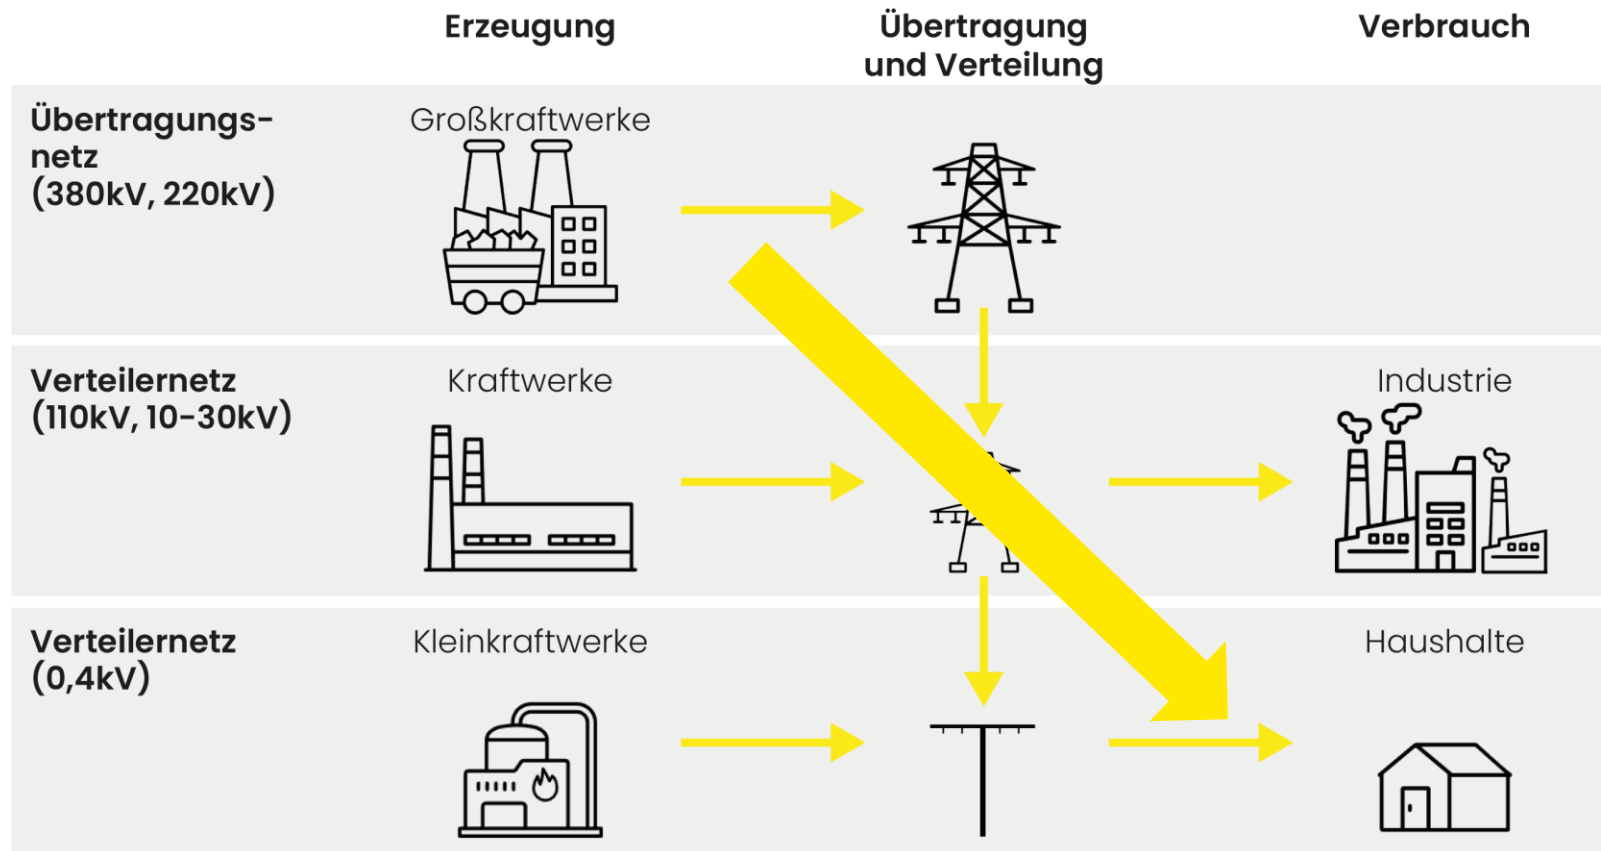 Erzeugung
Übertragung
und Verteilung
Verbrauch
Übertragungs-
netz
(380kV, 220kV)
Großkraftwerke
Verteilernetz
(110kV, 10-30kV)
Kraftwerke
Industrie
Verteilernetz
(0,4kV)
Kleinkraftwerke
Haushalte